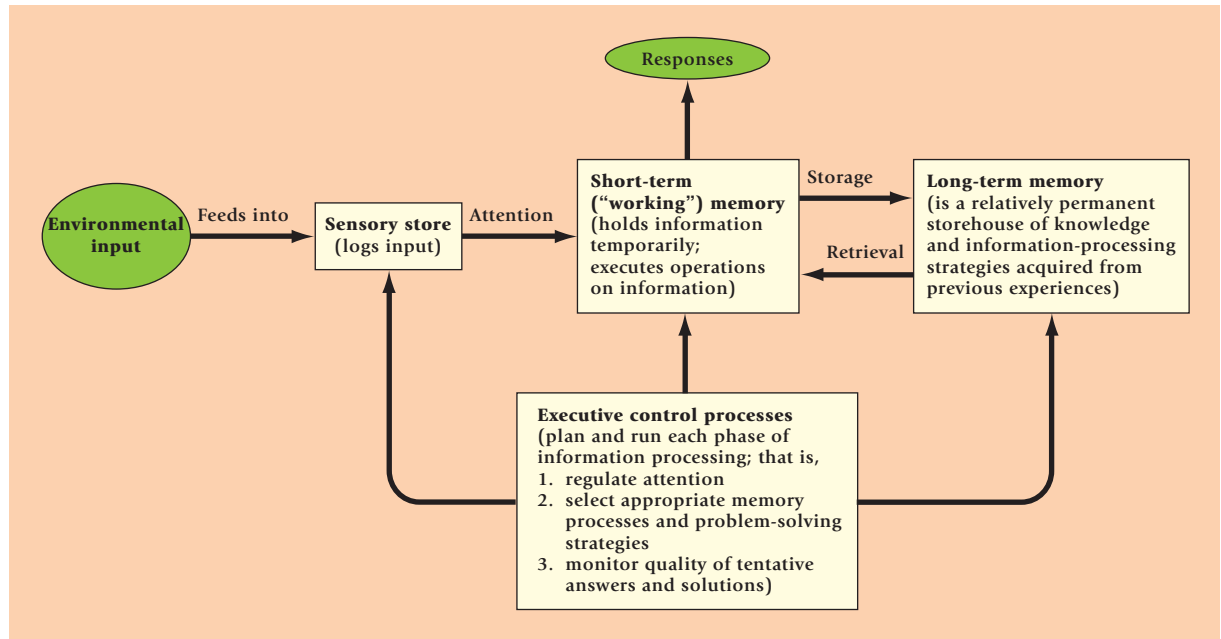 Responses
Environmental
input
Feeds into
Sensory store
(logs input)
Attention
Short-term
(“working”) memory
(holds information
temporarily;
executes operations
on information)
Storage
Retrieval
Long-term memory
(is a relatively permanent
storehouse of knowledge
and information-processing
strategies acquired from
previous experiences)
Executive control processes
(plan and run each phase of
information processing; that is,
1. regulate attention
2. select appropriate memory
processes and problem-solving
strategies
3. monitor quality of tentative
answers and solutions)